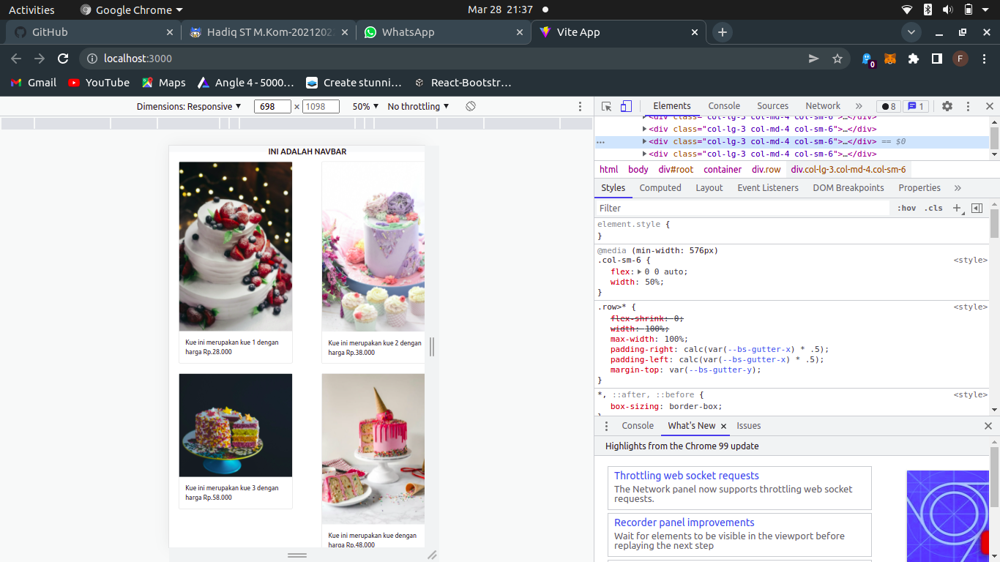 Activities
Google Chrome
Mar 28 21:37
GitHub
Hadiq ST M.Kom-2021202
WhatsApp
Vite App
localhost:3000
F
0
Gmail
YouTube
Maps
Angle 4 - 5000…
Create stunni…
React-Bootstr…
Dimensions: Responsive
698 × 1098
50%
No throttling
INI ADALAH NAVBAR
Kue ini merupakan kue 1 dengan
harga Rp.28.000
Kue ini merupakan kue 2 dengan
harga Rp.38.000
Kue ini merupakan kue 3 dengan
harga Rp.58.000
Kue ini merupakan kue dengan
harga Rp.48.000
Elements
Console
Sources
Network
»
8
1
<div class="col-lg-3 col-md-4 col-sm-6">…</div>
<div class="col-lg-3 col-md-4 col-sm-6">…</div>
<div class="col-lg-3 col-md-4 col-sm-6">…</div> == $0
<div class="col-lg-3 col-md-4 col-sm-6">…</div>
html body div#root container div.row div.col-lg-3.col-md-4.col-sm-6
Styles
Computed
Layout
Event Listeners
DOM Breakpoints
Properties
»
Filter
:hov
.cls
element.style {
}
@media (min-width: 576px)
.col-sm-6 { <style>
flex: 0 0 auto;
width: 50%;
}
.row>* { <style>
flex-shrink: 0;
width: 100%;
max-width: 100%;
padding-right: calc(var(--bs-gutter-x) * .5);
padding-left: calc(var(--bs-gutter-x) * .5);
margin-top: var(--bs-gutter-y);
}
*, ::after, ::before { <style>
box-sizing: border-box;
Console
What's New
Issues
Highlights from the Chrome 99 update
Throttling web socket requests
The Network panel now supports throttling web socket
requests.
Recorder panel improvements
Wait for elements to be visible in the viewport before
replaying the next step